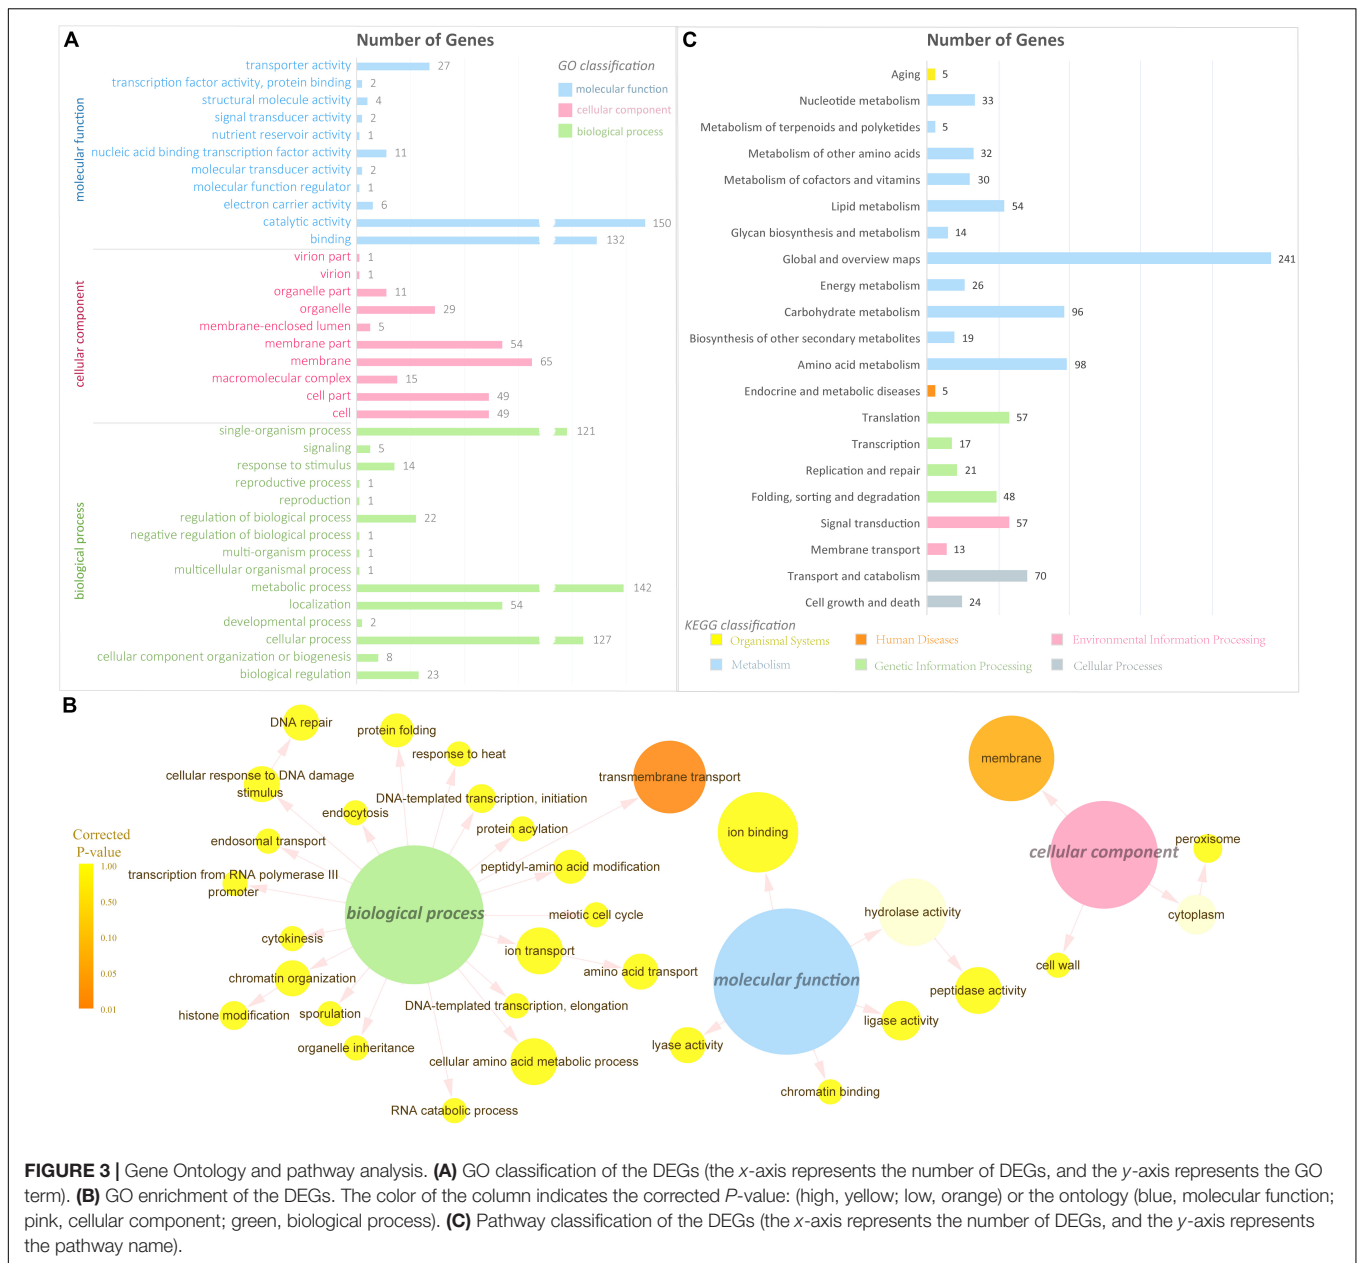 A
Number of Genes
transporter activity 27
transcription factor activity, protein binding 2
structural molecule activity 4
signal transducer activity 2
nutrient reservoir activity 1
nucleic acid binding transcription factor activity 11
molecular transducer activity 2
molecular function regulator 1
electron carrier activity 6
catalytic activity 150
binding 132
molecular function
virion part 1
virion 1
organelle part 11
organelle 29
membrane-enclosed lumen 5
membrane part 54
membrane 65
macromolecular complex 15
cell part 49
cell 49
cellular component
single-organism process 121
signaling 5
response to stimulus 14
reproductive process 1
reproduction 1
regulation of biological process 22
negative regulation of biological process 1
multi-organism process 1
multicellular organismal process 1
metabolic process 142
localization 54
developmental process 2
cellular process 127
cellular component organization or biogenesis 8
biological regulation 23
biological process
GO classification
molecular function
cellular component
biological process
C
Number of Genes
Aging 5
Nucleotide metabolism 33
Metabolism of terpenoids and polyketides 5
Metabolism of other amino acids 32
Metabolism of cofactors and vitamins 30
Lipid metabolism 54
Glycan biosynthesis and metabolism 14
Global and overview maps 241
Energy metabolism 26
Carbohydrate metabolism 96
Biosynthesis of other secondary metabolites 19
Amino acid metabolism 98
Endocrine and metabolic diseases 5
Translation 57
Transcription 17
Replication and repair 21
Folding, sorting and degradation 48
Signal transduction 57
Membrane transport 13
Transport and catabolism 70
Cell growth and death 24
KEGG classification
Organismal Systems
Human Diseases
Environmental Information Processing
Metabolism
Genetic Information Processing
Cellular Processes
B
Corrected
P-value
1.00
0.50
0.10
0.05
0.01
DNA repair
protein folding
response to heat
cellular response to DNA damage
stimulus
endocytosis
DNA-templated transcription, initiation
transmembrane transport
endosomal transport
protein acylation
transcription from RNA polymerase III
promoter
peptidyl-amino acid modification
biological process
meiotic cell cycle
cytokinesis
ion transport
chromatin organization
amino acid transport
histone modification
sporulation
DNA-templated transcription, elongation
organelle inheritance
cellular amino acid metabolic process
RNA catabolic process
ion binding
hydrolase activity
molecular function
peptidase activity
ligase activity
lyase activity
chromatin binding
membrane
cellular component
peroxisome
cytoplasm
cell wall
FIGURE 3 | Gene Ontology and pathway analysis. (A) GO classification of the DEGs (the x-axis represents the number of DEGs, and the y-axis represents the GO
term). (B) GO enrichment of the DEGs. The color of the column indicates the corrected P-value: (high, yellow; low, orange) or the ontology (blue, molecular function;
pink, cellular component; green, biological process). (C) Pathway classification of the DEGs (the x-axis represents the number of DEGs, and the y-axis represents
the pathway name).